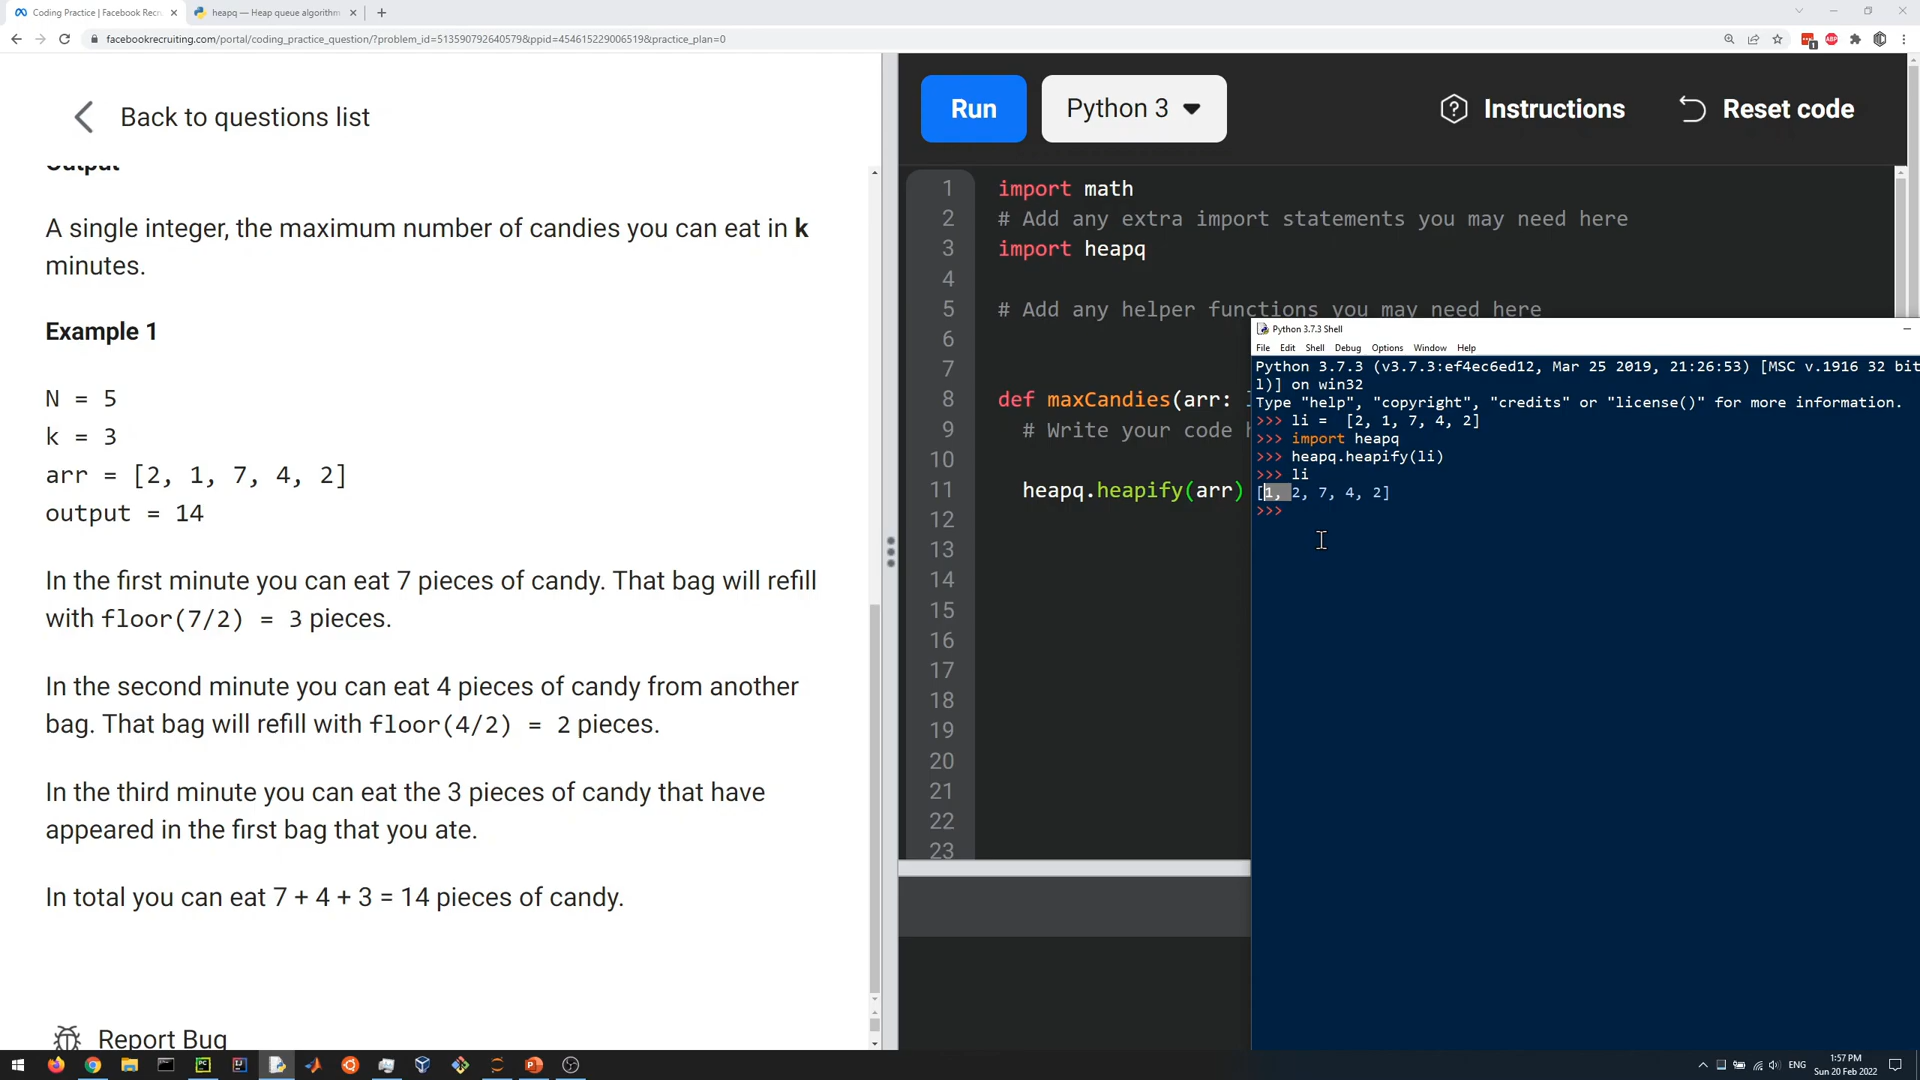 Coding Practice | Facebook Recru
heapq — Heap queue algorithm
facebookrecruiting.com/portal/coding_practice_question/?problem_id=513590792640579&ppid=454615229006519&practice_plan=0
Back to questions list
Output
A single integer, the maximum number of candies you can eat in k
minutes.
Example 1
N = 5
k = 3
arr = [2, 1, 7, 4, 2]
output = 14
In the first minute you can eat 7 pieces of candy. That bag will refill
with floor(7/2) = 3 pieces.
In the second minute you can eat 4 pieces of candy from another
bag. That bag will refill with floor(4/2) = 2 pieces.
In the third minute you can eat the 3 pieces of candy that have
appeared in the first bag that you ate.
In total you can eat 7 + 4 + 3 = 14 pieces of candy.
Report Bug
Run
Python 3
Instructions
Reset code
1 import math
2 # Add any extra import statements you may need here
3 import heapq
4
5 # Add any helper functions you may need here
6
7
8 def maxCandies(arr:
9 # Write your code
10
11 heapq.heapify(arr)
12
13
14
15
16
17
18
19
20
21
22
23
Python 3.7.3 Shell
File Edit Shell Debug Options Window Help
Python 3.7.3 (v3.7.3:ef4ec6ed12, Mar 25 2019, 21:26:53) [MSC v.1916 32 bit
l)] on win32
Type "help", "copyright", "credits" or "license()" for more information.
>>> li =  [2, 1, 7, 4, 2]
>>> import heapq
>>> heapq.heapify(li)
>>> li
[1, 2, 7, 4, 2]
>>>
ENG
1:57 PM
Sun 20 Feb 2022